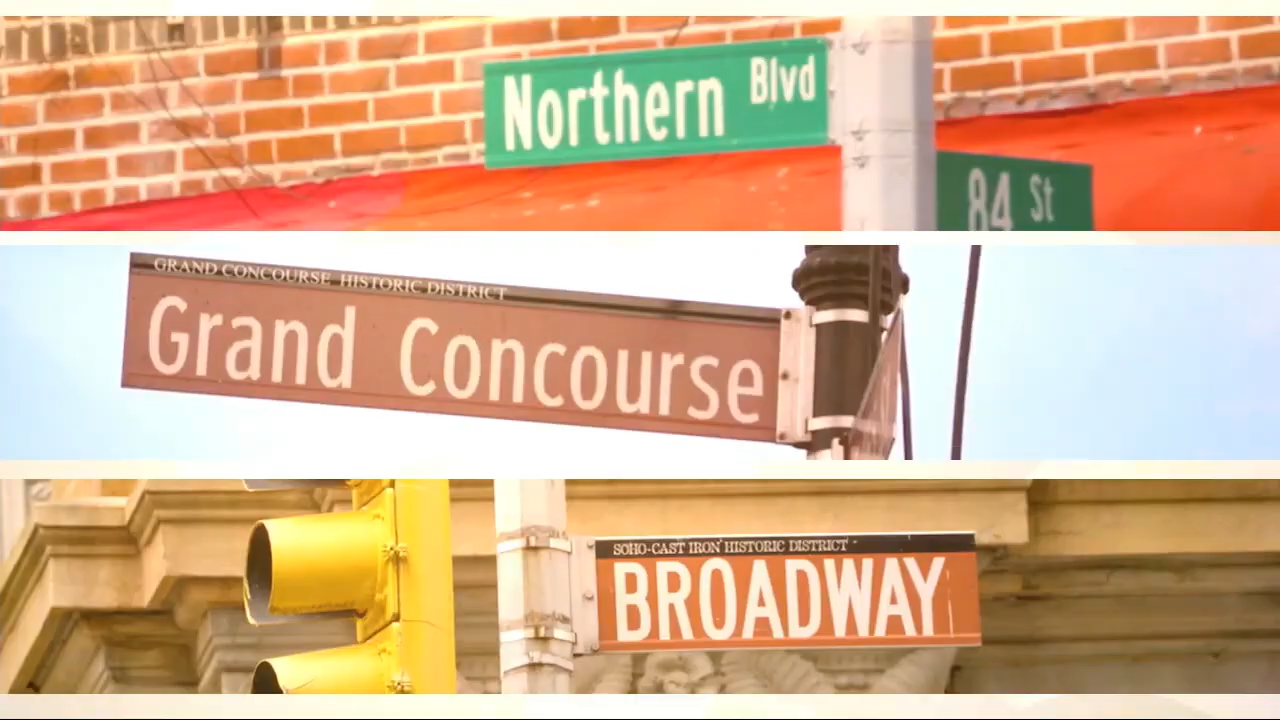 Northern Blvd
84 St
GRAND CONCOURSE HISTORIC DISTRICT
Grand Concourse
SOHO-CAST IRON HISTORIC DISTRICT
BROADWAY